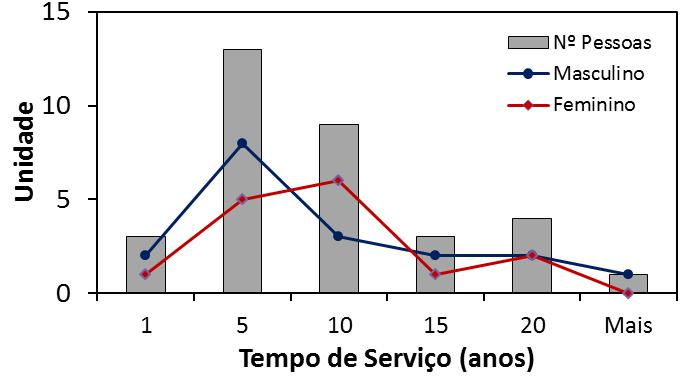 15
10
5
0
Unidade
Nº Pessoas
Masculino
Feminino
1 5 10 15 20 Mais
Tempo de Serviço (anos)